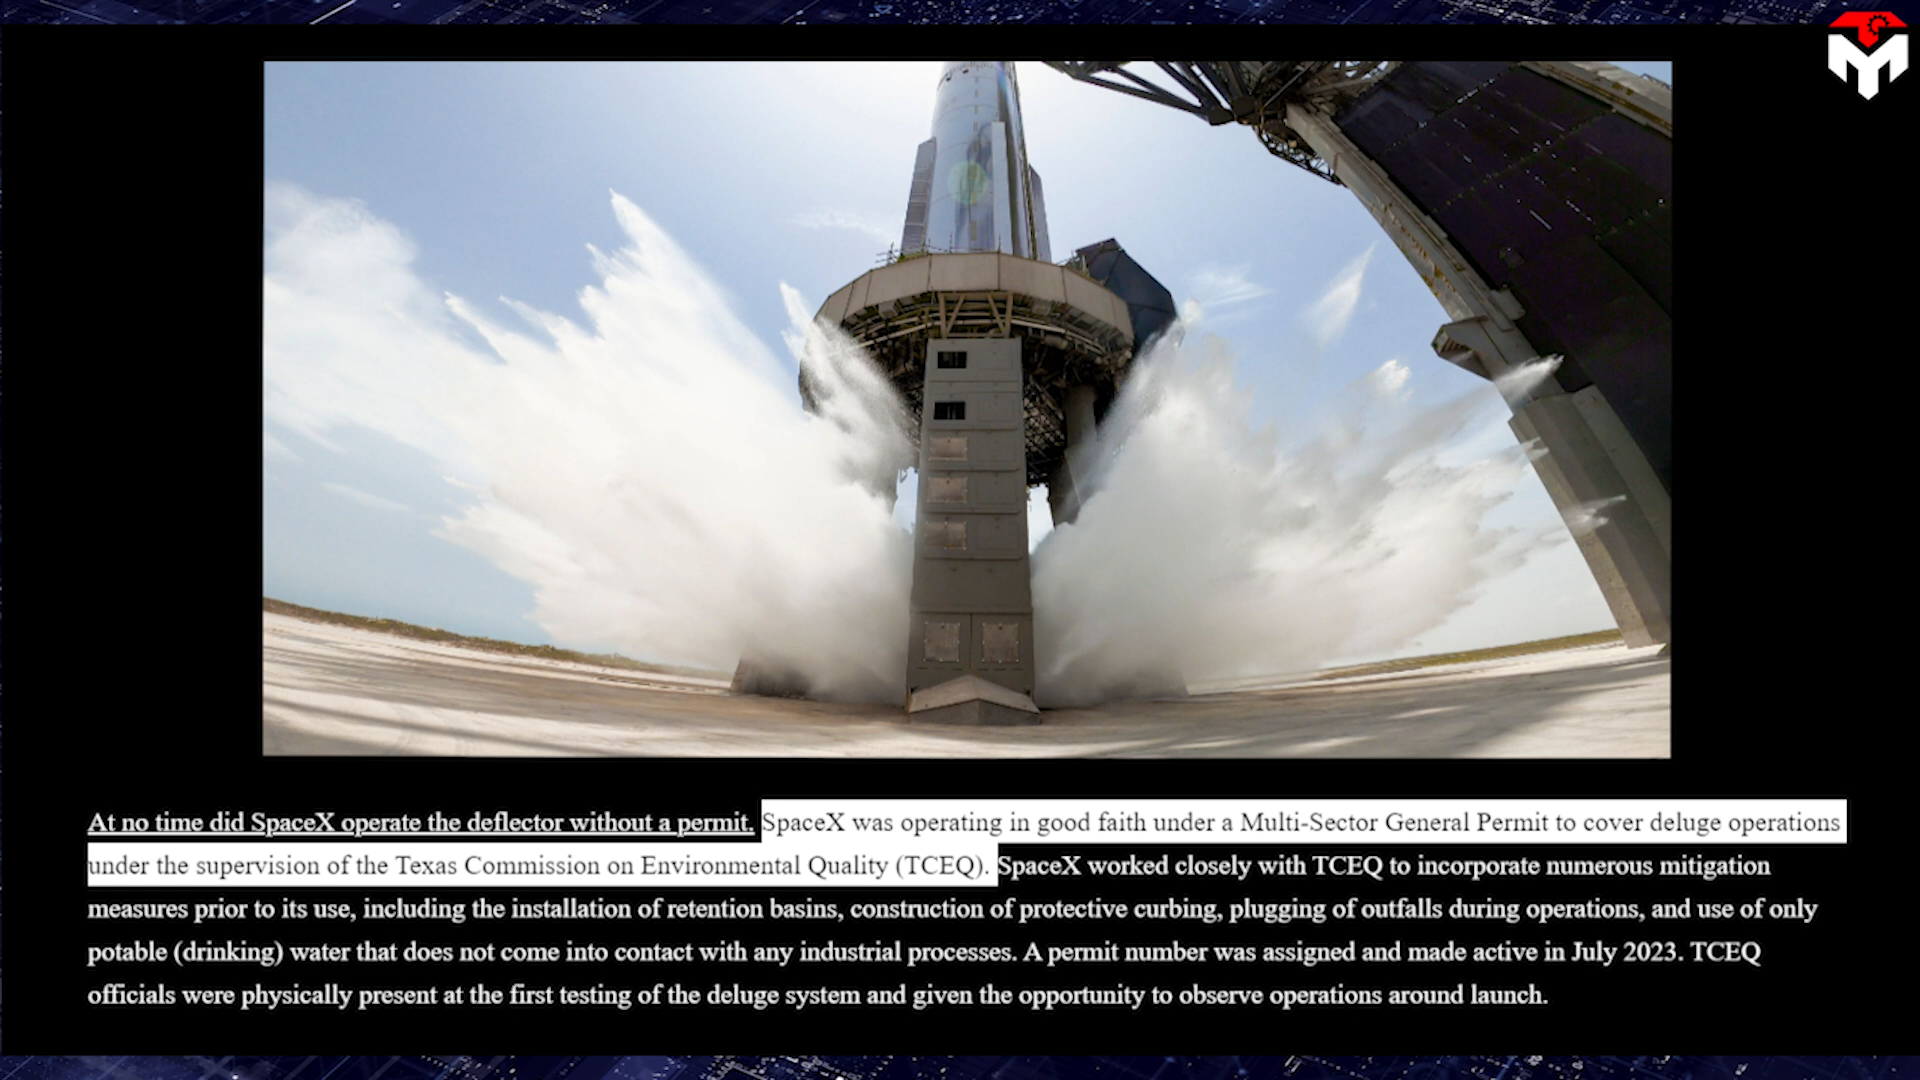 At no time did SpaceX operate the deflector without a permit. SpaceX was operating in good faith under a Multi-Sector General Permit to cover deluge operations
under the supervision of the Texas Commission on Environmental Quality (TCEQ). SpaceX worked closely with TCEQ to incorporate numerous mitigation
measures prior to its use, including the installation of retention basins, construction of protective curbing, plugging of outfalls during operations, and use of only
potable (drinking) water that does not come into contact with any industrial processes. A permit number was assigned and made active in July 2023. TCEQ
officials were physically present at the first testing of the deluge system and given the opportunity to observe operations around launch.